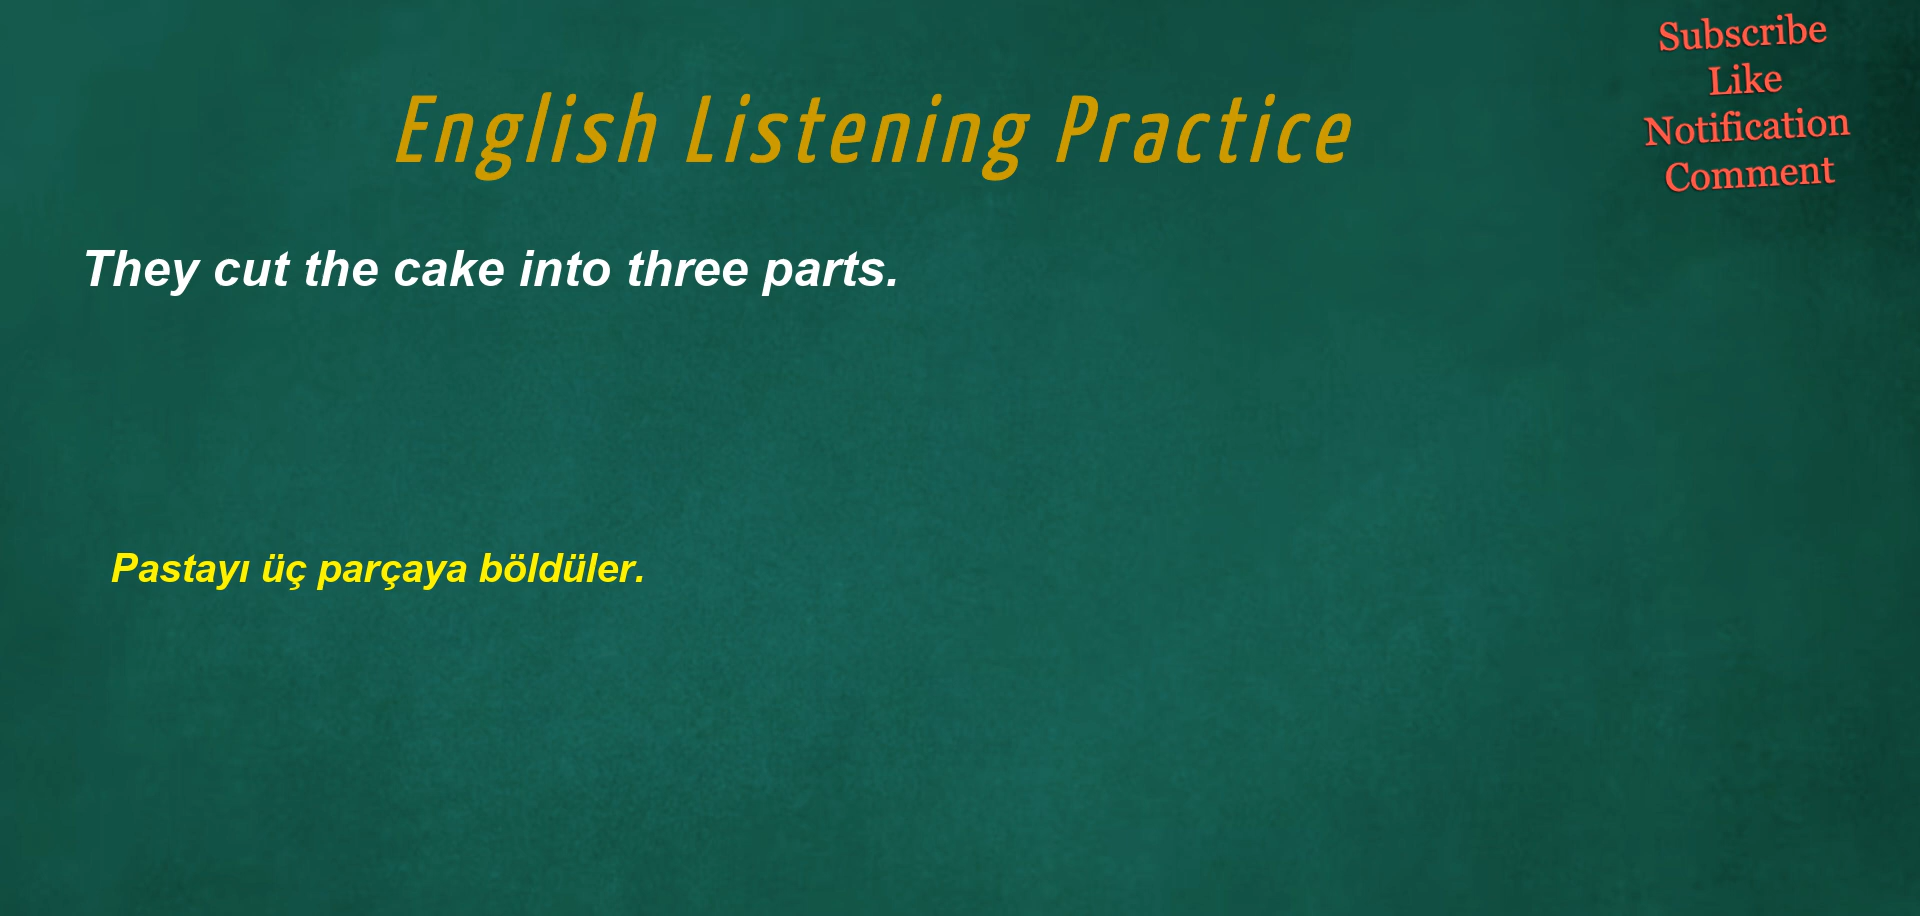 English Listening Practice
Subscribe
Like
Notification
Comment
They cut the cake into three parts.
Pastayı üç parçaya böldüler.